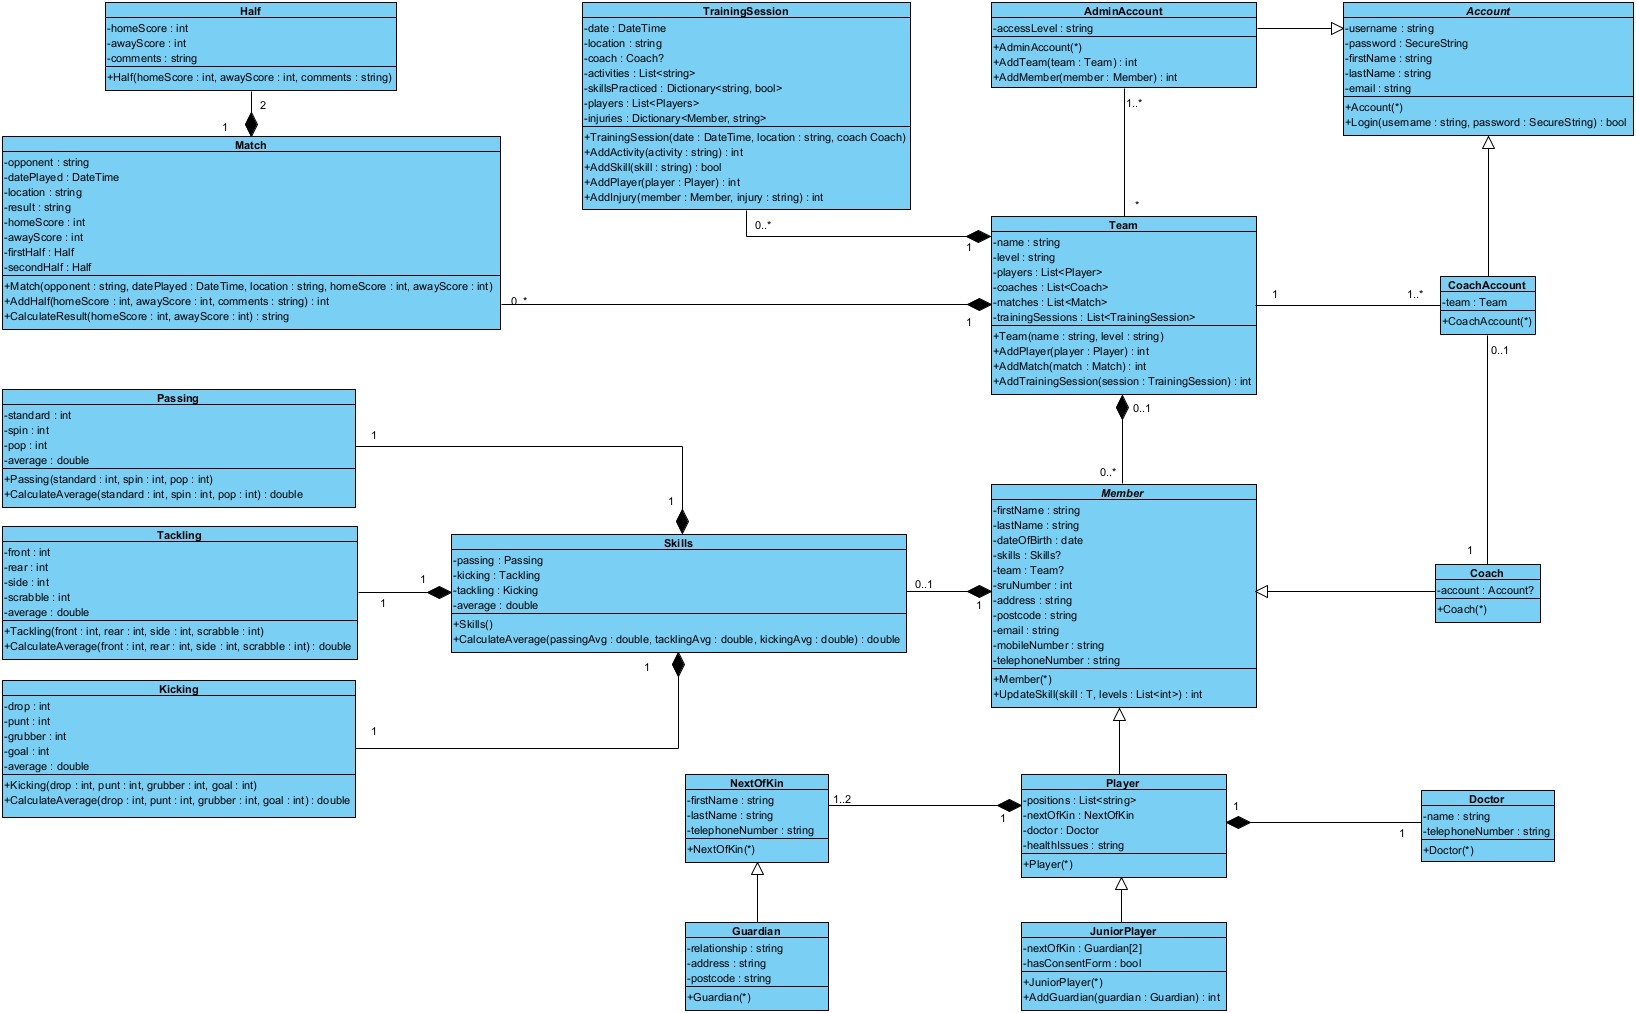 Half
-homeScore : int
-awayScore : int
-comments : string
+Half(homeScore : int, awayScore : int, comments : string)
2
1
Match
-opponent : string
-datePlayed : DateTime
-location : string
-result : string
-homeScore : int
-awayScore : int
-firstHalf : Half
-secondHalf : Half
+Match(opponent : string, datePlayed : DateTime, location : string, homeScore : int, awayScore : int)
+AddHalf(homeScore : int, awayScore : int, comments : string) : int
+CalculateResult(homeScore : int, awayScore : int) : string
0..*
1
TrainingSession
-date : DateTime
-location : string
-coach : Coach?
-activities : List<string>
-skillsPracticed : Dictionary<string, bool>
-players : List<Players>
-injuries : Dictionary<Member, string>
+TrainingSession(date : DateTime, location : string, coach Coach)
+AddActivity(activity : string) : int
+AddSkill(skill : string) : bool
+AddPlayer(player : Player) : int
+AddInjury(member : Member, injury : string) : int
0..*
1
AdminAccount
-accessLevel : string
+AdminAccount(*)
+AddTeam(team : Team) : int
+AddMember(member : Member) : int
1..*
*
Account
-username : string
-password : SecureString
-firstName : string
-lastName : string
-email : string
+Account(*)
+Login(username : string, password : SecureString) : bool
Team
-name : string
-level : string
-players : List<Player>
-coaches : List<Coach>
-matches : List<Match>
-trainingSessions : List<TrainingSession>
+Team(name : string, level : string)
+AddPlayer(player : Player) : int
+AddMatch(match : Match) : int
+AddTrainingSession(session : TrainingSession) : int
1
1..*
CoachAccount
-team : Team
+CoachAccount(*)
0..1
1
0..1
0..*
Passing
-standard : int
-spin : int
-pop : int
-average : double
+Passing(standard : int, spin : int, pop : int)
+CalculateAverage(standard : int, spin : int, pop : int) : double
1
1
Tackling
-front : int
-rear : int
-side : int
-scrabble : int
-average : double
+Tackling(front : int, rear : int, side : int, scrabble : int)
+CalculateAverage(front : int, rear : int, side : int, scrabble : int) : double
1
1
Skills
-passing : Passing
-kicking : Tackling
-tackling : Kicking
-average : double
+Skills()
+CalculateAverage(passingAvg : double, tacklingAvg : double, kickingAvg : double) : double
0..1
1
Member
-firstName : string
-lastName : string
-dateOfBirth : date
-skills : Skills?
-team : Team?
-sruNumber : int
-address : string
-postcode : string
-email : string
-mobileNumber : string
-telephoneNumber : string
+Member(*)
+UpdateSkill(skill : T, levels : List<int>) : int
Coach
-account : Account?
+Coach(*)
Kicking
-drop : int
-punt : int
-grubber : int
-goal : int
-average : double
+Kicking(drop : int, punt : int, grubber : int, goal : int)
+CalculateAverage(drop : int, punt : int, grubber : int, goal : int) : double
1
1
NextOfKin
-firstName : string
-lastName : string
-telephoneNumber : string
+NextOfKin(*)
1..2
1
Player
-positions : List<string>
-nextOfKin : NextOfKin
-doctor : Doctor
-healthIssues : string
+Player(*)
1
1
Doctor
-name : string
-telephoneNumber : string
+Doctor(*)
Guardian
-relationship : string
-address : string
-postcode : string
+Guardian(*)
JuniorPlayer
-nextOfKin : Guardian[2]
-hasConsentForm : bool
+JuniorPlayer(*)
+AddGuardian(guardian : Guardian) : int